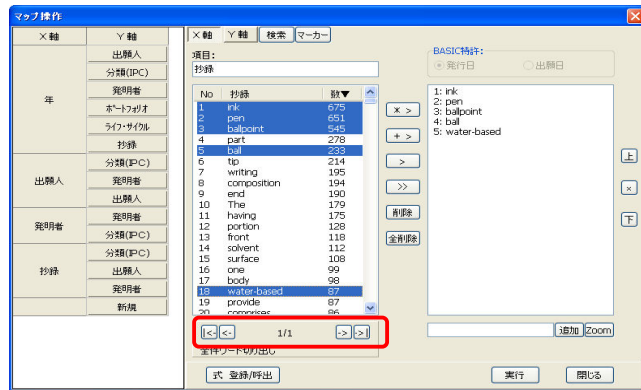 マップ操作
X軸 Y軸
年 出願人
分類(IPC)
発明者
ポートフォリオ
ライフ・サイクル
抄録
出願人 分類(IPC)
発明者
出願人
発明者 発明者
分類(IPC)
抄録 分類(IPC)
出願人
発明者
新規
X軸 Y軸 検索 マーカー
項目:
抄録
No 抄録 数▼
1 ink 675
2 pen 651
3 ballpoint 545
4 part 278
5 ball 233
6 tip 214
7 writing 195
8 composition 194
9 end 190
10 The 179
11 having 175
12 portion 128
13 front 118
14 solvent 112
15 surface 108
16 one 99
17 body 98
18 water-based 87
19 provide 87
20 comprises 86
|<- <- 1/1 -> ->|
全件ワード切り出し
式 登録/呼出
* >
+ >
>
>>
削除
全削除
BASIC特許:
発行日 出願日
1: ink
2: pen
3: ballpoint
4: ball
5: water-based
上
×
下
追加 Zoom
実行 閉じる